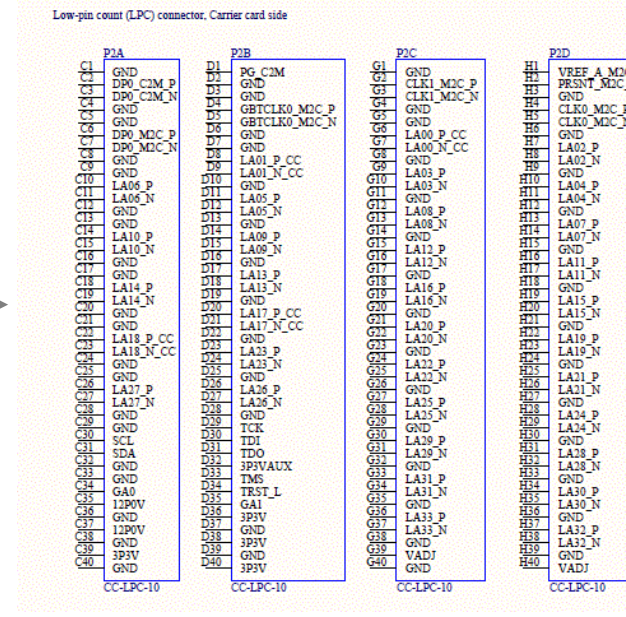 Low-pin count (LPC) connector, Carrier card side
P2A
C1 GND
C2 DP0_C2M_P
C3 DP0_C2M_N
C4 GND
C5 GND
C6 DP0_M2C_P
C7 DP0_M2C_N
C8 GND
C9 GND
C10 LA06_P
C11 LA06_N
C12 GND
C13 GND
C14 LA10_P
C15 LA10_N
C16 GND
C17 GND
C18 LA14_P
C19 LA14_N
C20 GND
C21 GND
C22 LA18_P_CC
C23 LA18_N_CC
C24 GND
C25 GND
C26 LA27_P
C27 LA27_N
C28 GND
C29 GND
C30 SCL
C31 SDA
C32 GND
C33 GND
C34 GA0
C35 12P0V
C36 GND
C37 12P0V
C38 GND
C39 3P3V
C40 GND
CC-LPC-10
P2B
D1 PG_C2M
D2 GND
D3 GND
D4 GBTCLK0_M2C_P
D5 GBTCLK0_M2C_N
D6 GND
D7 GND
D8 LA01_P_CC
D9 LA01_N_CC
D10 GND
D11 LA05_P
D12 LA05_N
D13 GND
D14 LA09_P
D15 LA09_N
D16 GND
D17 LA13_P
D18 LA13_N
D19 GND
D20 LA17_P_CC
D21 LA17_N_CC
D22 GND
D23 LA23_P
D24 LA23_N
D25 GND
D26 LA26_P
D27 LA26_N
D28 GND
D29 TCK
D30 TDI
D31 TDO
D32 3P3VAUX
D33 TMS
D34 TRST_L
D35 GA1
D36 3P3V
D37 GND
D38 3P3V
D39 GND
D40 3P3V
CC-LPC-10
P2C
G1 GND
G2 CLK1_M2C_P
G3 CLK1_M2C_N
G4 GND
G5 GND
G6 LA00_P_CC
G7 LA00_N_CC
G8 GND
G9 LA03_P
G10 LA03_N
G11 GND
G12 LA08_P
G13 LA08_N
G14 GND
G15 LA12_P
G16 LA12_N
G17 GND
G18 LA16_P
G19 LA16_N
G20 GND
G21 LA20_P
G22 LA20_N
G23 GND
G24 LA22_P
G25 LA22_N
G26 GND
G27 LA25_P
G28 LA25_N
G29 GND
G30 LA29_P
G31 LA29_N
G32 GND
G33 LA31_P
G34 LA31_N
G35 GND
G36 LA33_P
G37 LA33_N
G38 GND
G39 VADJ
G40 GND
CC-LPC-10
P2D
H1 VREF_A_M2
H2 PRSNT_M2C_
H3 GND
H4 CLK0_M2C_P
H5 CLK0_M2C_N
H6 GND
H7 LA02_P
H8 LA02_N
H9 GND
H10 LA04_P
H11 LA04_N
H12 GND
H13 LA07_P
H14 LA07_N
H15 GND
H16 LA11_P
H17 LA11_N
H18 GND
H19 LA15_P
H20 LA15_N
H21 GND
H22 LA19_P
H23 LA19_N
H24 GND
H25 LA21_P
H26 LA21_N
H27 GND
H28 LA24_P
H29 LA24_N
H30 GND
H31 LA28_P
H32 LA28_N
H33 GND
H34 LA30_P
H35 LA30_N
H36 GND
H37 LA32_P
H38 LA32_N
H39 GND
H40 VADJ
CC-LPC-10